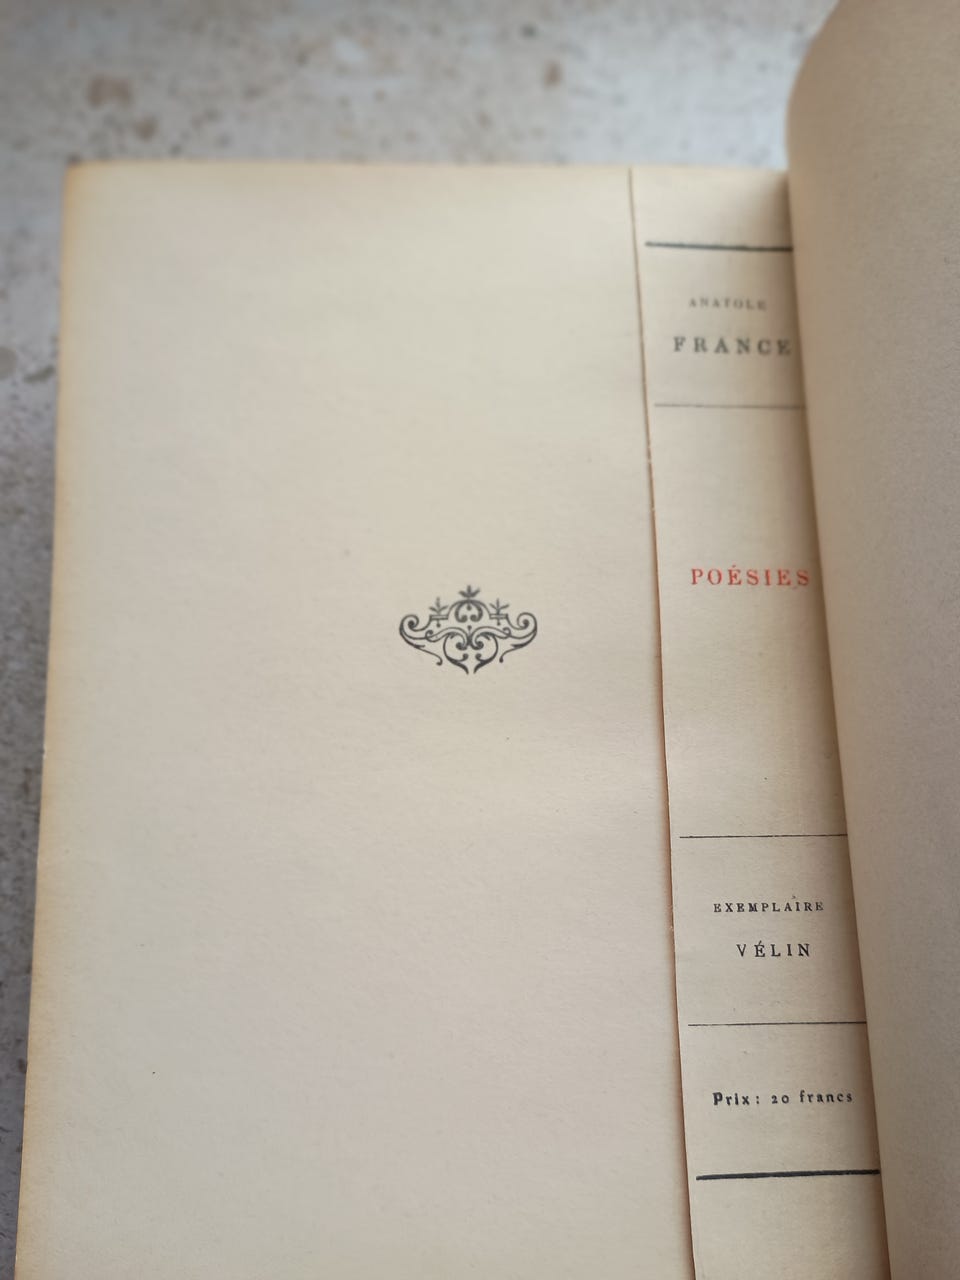 ANATOLE
FRANCE
POÉSIES
EXEMPLAIRE
VÉLIN
Prix : 20 francs